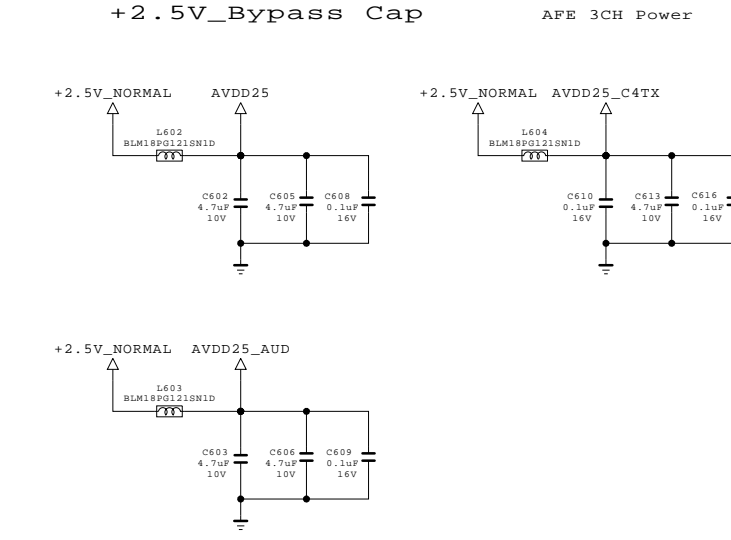 +2.5V_Bypass Cap
AFE 3CH Power
+2.5V_NORMAL
AVDD25
L602
BLM18PG121SN1D
C602
4.7uF
10V
C605
4.7uF
10V
C608
0.1uF
16V
+2.5V_NORMAL
AVDD25_C4TX
L604
BLM18PG121SN1D
C610
0.1uF
16V
C613
4.7uF
10V
C616
0.1uF
16V
+2.5V_NORMAL
AVDD25_AUD
L603
BLM18PG121SN1D
C603
4.7uF
10V
C606
4.7uF
10V
C609
0.1uF
16V